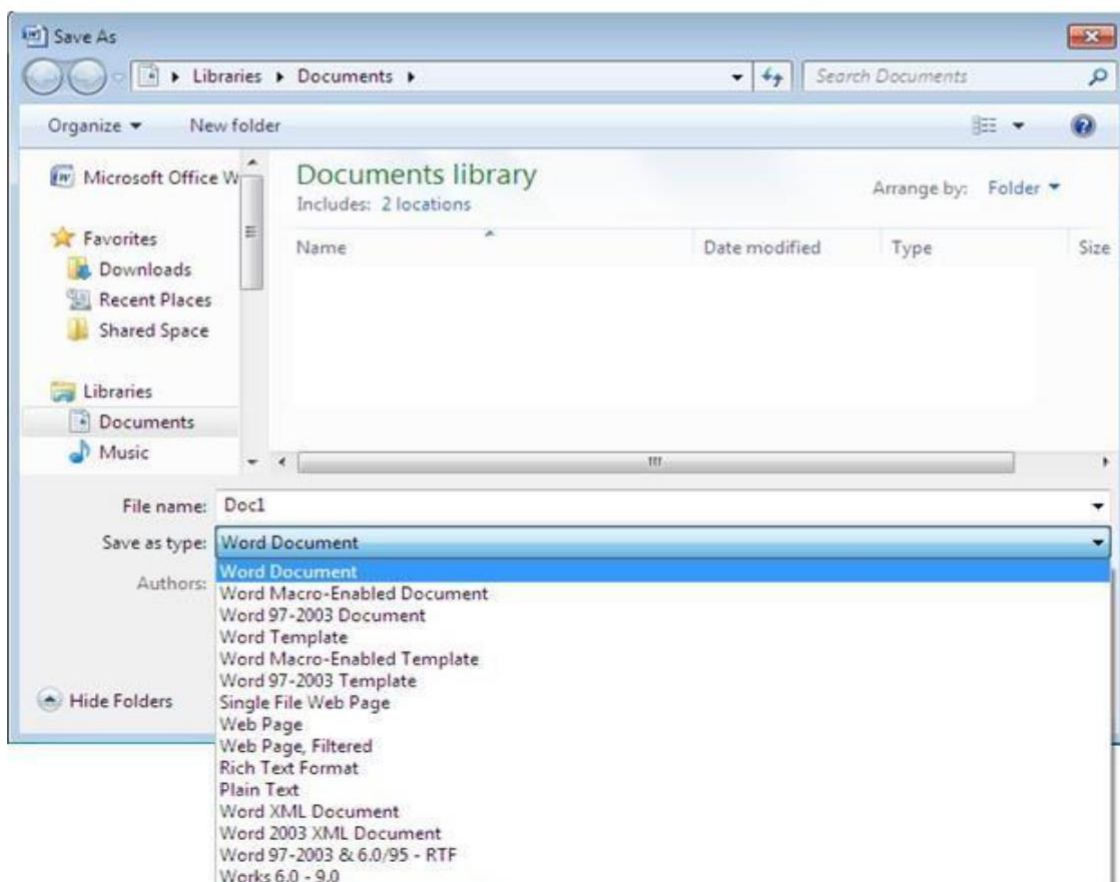 Save As
Libraries ▸ Documents ▸ Search Documents
Organize ▾ New folder
Microsoft Office W
Favorites
Downloads
Recent Places
Shared Space
Libraries
Documents
Music
Documents library
Includes: 2 locations
Arrange by: Folder ▾
Name Date modified Type Size
File name: Doc1
Save as type: Word Document
Authors:
Word Document
Word Macro-Enabled Document
Word 97-2003 Document
Word Template
Word Macro-Enabled Template
Word 97-2003 Template
Single File Web Page
Web Page
Web Page, Filtered
Rich Text Format
Plain Text
Word XML Document
Word 2003 XML Document
Word 97-2003 & 6.0/95 - RTF
Works 6.0 - 9.0
Hide Folders